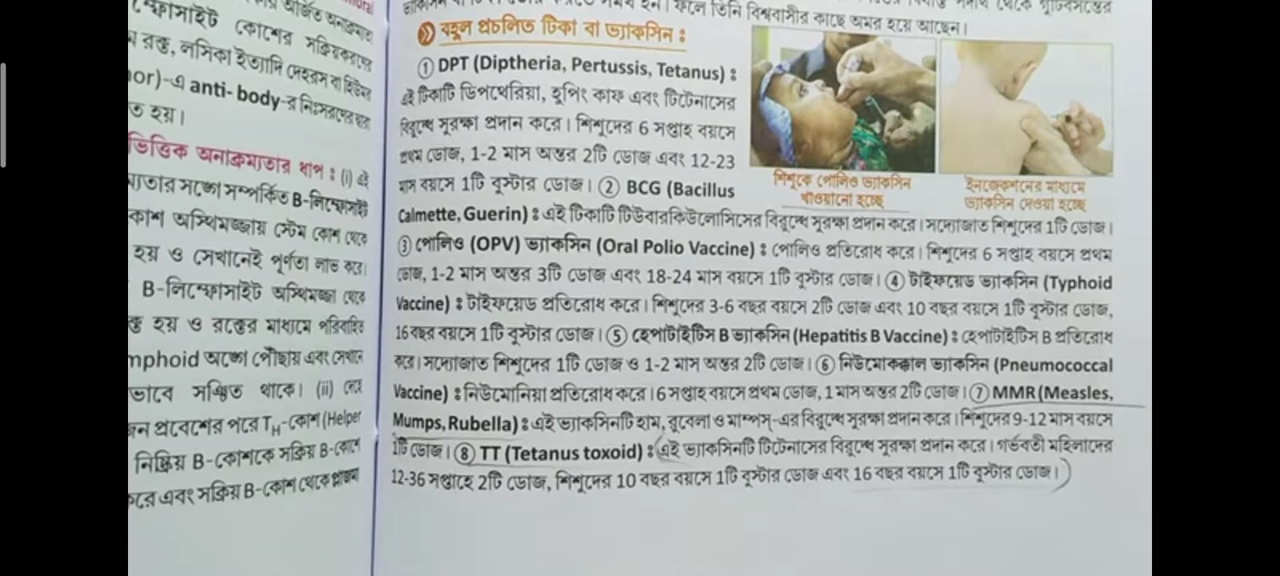 অর্জিত অনাক্রম্যতা
লিম্ফোসাইট কোশের সক্রিয়করণের
রক্ত, লসিকা ইত্যাদি দেহরস বা হিউমর
-এ anti- body-র নিঃসরণের দ্বারা
হয়।
ভিত্তিক অনাক্রম্যতার ধাপ : (i) এই
সঙ্গে সম্পর্কিত B-লিম্ফোসাইট
অস্থিমজ্জায় স্টেম কোশ থেকে
হয় ও সেখানেই পূর্ণতা লাভ করে।
B-লিম্ফোসাইট অস্থিমজ্জা থেকে
হয় ও রক্তের মাধ্যমে পরিবাহিত
অঙ্গে পৌঁছায় এবং সেখানে
ভাবে সঞ্চিত থাকে। (ii) দেহে
প্রবেশের পরে TH-কোশ (Helper
নিষ্ক্রিয় B-কোশকে সক্রিয় B-কোশে
করে এবং সক্রিয় B-কোশ থেকে প্লাজমা
থেকে গুটিবসন্তের
ফলে তিনি বিশ্ববাসীর কাছে অমর হয়ে আছেন।
বহুল প্রচলিত টিকা বা ভ্যাকসিন :
① DPT (Diptheria, Pertussis, Tetanus) :
এই টিকাটি ডিপথেরিয়া, হুপিং কাফ এবং টিটেনাসের
বিরুদ্ধে সুরক্ষা প্রদান করে। শিশুদের 6 সপ্তাহ বয়সে
প্রথম ডোজ, 1-2 মাস অন্তর 2টি ডোজ এবং 12-23
মাস বয়সে 1টি বুস্টার ডোজ। ② BCG (Bacillus
শিশুকে পোলিও ভ্যাকসিন
খাওয়ানো হচ্ছে
ইনজেকশনের মাধ্যমে
ভ্যাকসিন দেওয়া হচ্ছে
Calmette, Guerin) : এই টিকাটি টিউবারকিউলোসিসের বিরুদ্ধে সুরক্ষা প্রদান করে। সদ্যোজাত শিশুদের 1টি ডোজ।
③ পোলিও (OPV) ভ্যাকসিন (Oral Polio Vaccine) : পোলিও প্রতিরোধ করে। শিশুদের 6 সপ্তাহ বয়সে প্রথম
ডোজ, 1-2 মাস অন্তর 3টি ডোজ এবং 18-24 মাস বয়সে 1টি বুস্টার ডোজ। ④ টাইফয়েড ভ্যাকসিন (Typhoid
Vaccine) : টাইফয়েড প্রতিরোধ করে। শিশুদের 3-6 বছর বয়সে 2টি ডোজ এবং 10 বছর বয়সে 1টি বুস্টার ডোজ,
16 বছর বয়সে 1টি বুস্টার ডোজ। ⑤ হেপাটাইটিস B ভ্যাকসিন (Hepatitis B Vaccine) : হেপাটাইটিস B প্রতিরোধ
করে। সদ্যোজাত শিশুদের 1টি ডোজ ও 1-2 মাস অন্তর 2টি ডোজ। ⑥ নিউমোকক্কাল ভ্যাকসিন (Pneumococcal
Vaccine) : নিউমোনিয়া প্রতিরোধ করে। 6 সপ্তাহ বয়সে প্রথম ডোজ, 1 মাস অন্তর 2টি ডোজ। ⑦ MMR (Measles,
Mumps, Rubella) : এই ভ্যাকসিনটি হাম, রুবেলা ও মাম্পস্-এর বিরুদ্ধে সুরক্ষা প্রদান করে। শিশুদের 9-12 মাস বয়সে
1টি ডোজ। ⑧ TT (Tetanus toxoid) : এই ভ্যাকসিনটি টিটেনাসের বিরুদ্ধে সুরক্ষা প্রদান করে। গর্ভবতী মহিলাদের
12-36 সপ্তাহে 2টি ডোজ, শিশুদের 10 বছর বয়সে 1টি বুস্টার ডোজ এবং 16 বছর বয়সে 1টি বুস্টার ডোজ।